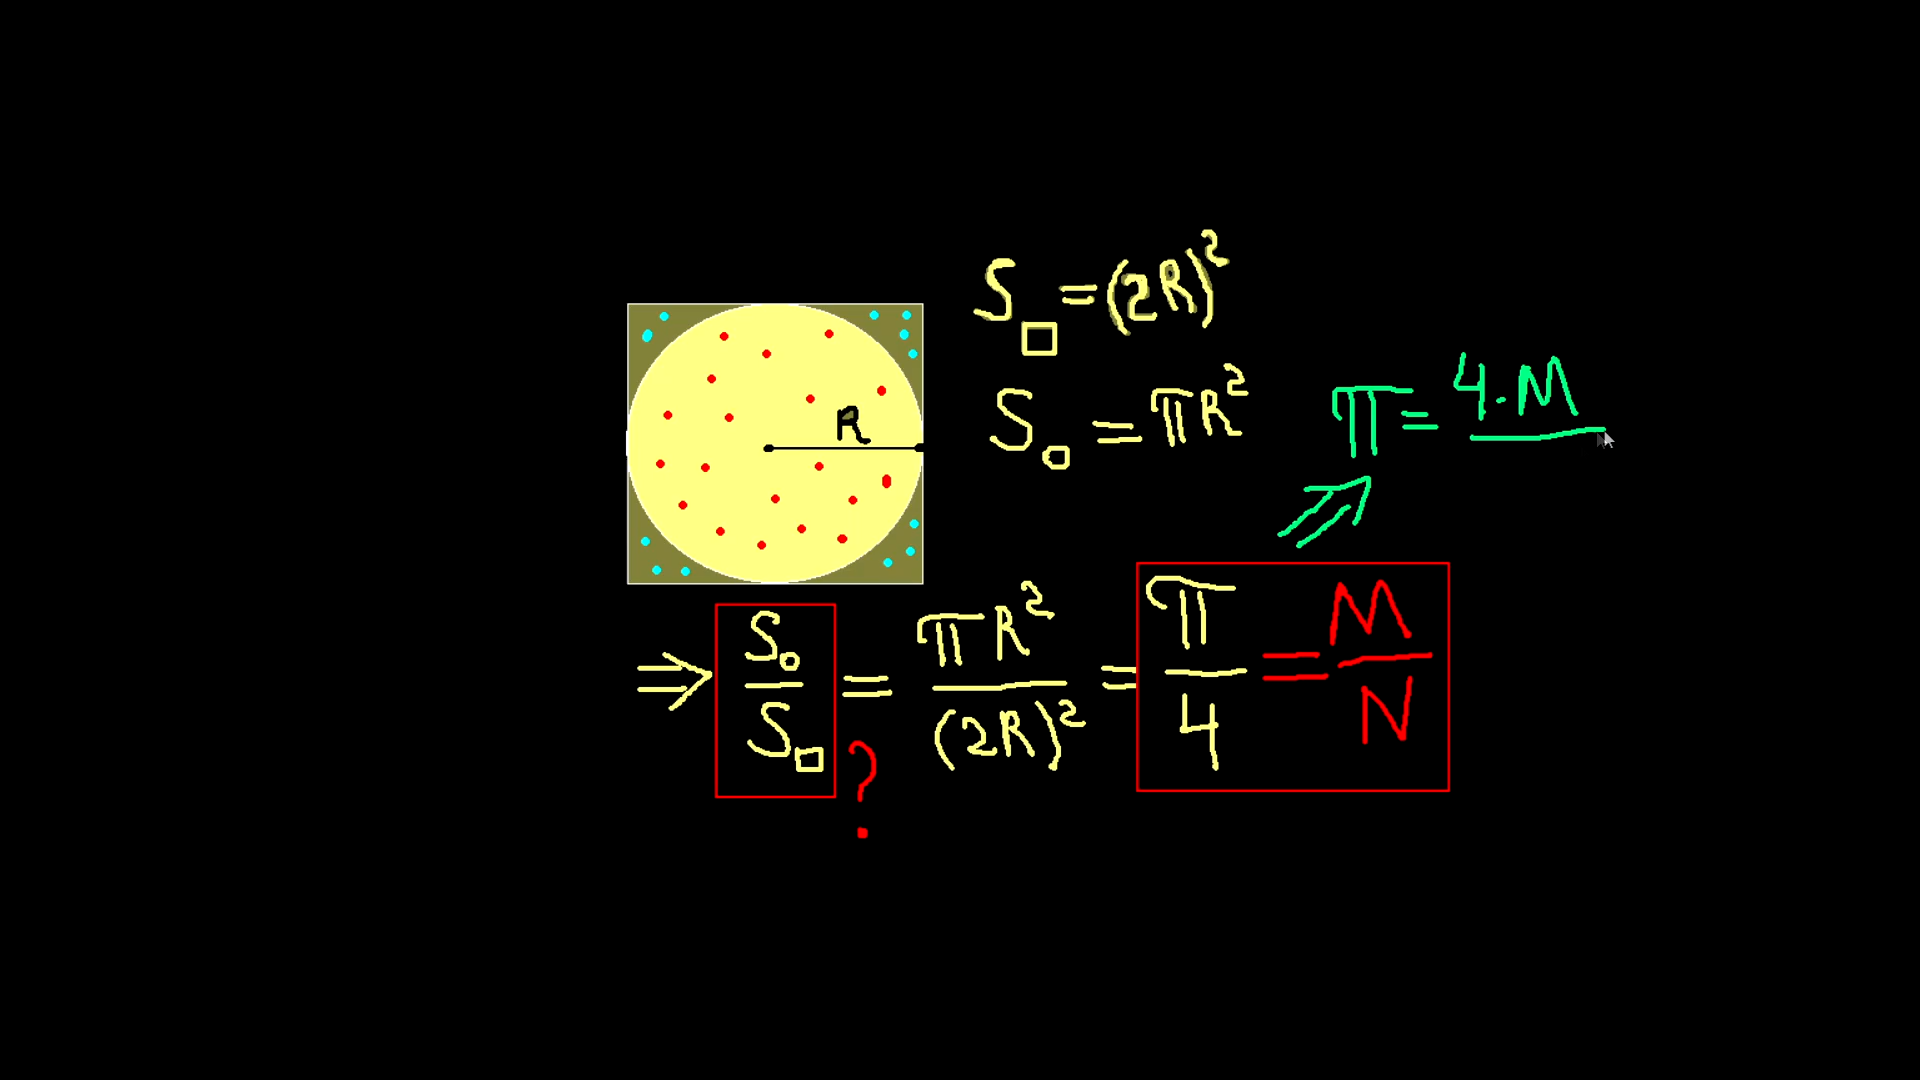 R
S□ = (2R)²
S○ = πR²
π = 4·M
⇒ S○/S□ = πR²/(2R)² = π/4 = M/N
?